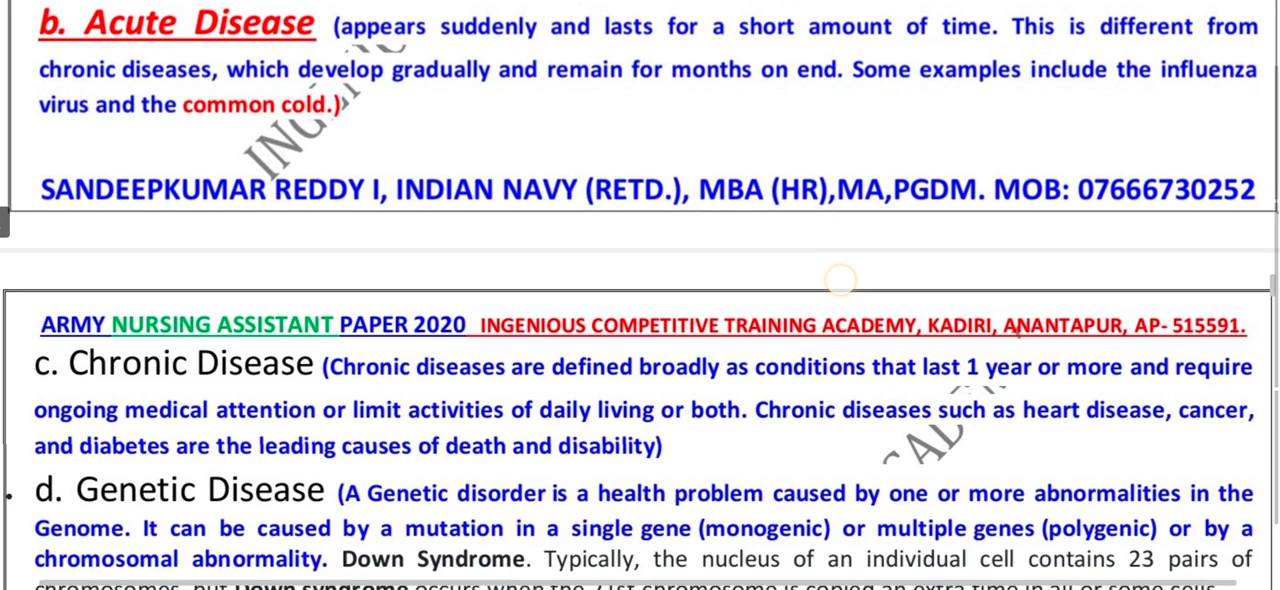 b. Acute Disease (appears suddenly and lasts for a short amount of time. This is different from
chronic diseases, which develop gradually and remain for months on end. Some examples include the influenza
virus and the common cold.)
SANDEEPKUMAR REDDY I, INDIAN NAVY (RETD.), MBA (HR),MA,PGDM. MOB: 07666730252
ARMY NURSING ASSISTANT PAPER 2020 INGENIOUS COMPETITIVE TRAINING ACADEMY, KADIRI, ANANTAPUR, AP- 515591.
c. Chronic Disease (Chronic diseases are defined broadly as conditions that last 1 year or more and require
ongoing medical attention or limit activities of daily living or both. Chronic diseases such as heart disease, cancer,
and diabetes are the leading causes of death and disability)
d. Genetic Disease (A Genetic disorder is a health problem caused by one or more abnormalities in the
Genome. It can be caused by a mutation in a single gene (monogenic) or multiple genes (polygenic) or by a
chromosomal abnormality. Down Syndrome. Typically, the nucleus of an individual cell contains 23 pairs of